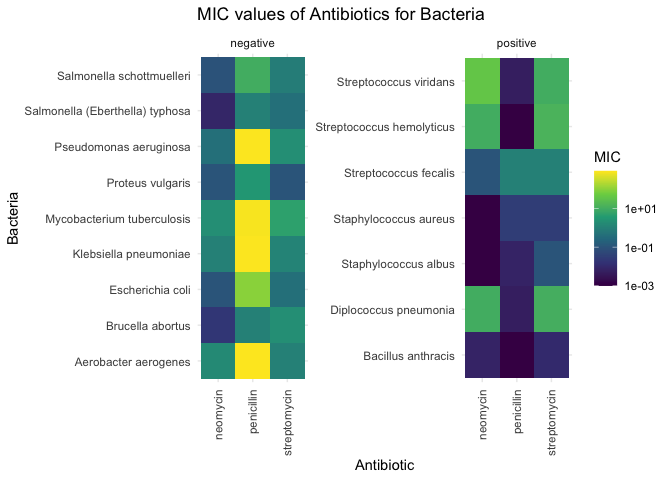 MIC values of Antibiotics for Bacteria
negative
positive
Bacteria
Salmonella schottmuelleri
Salmonella (Eberthella) typhosa
Pseudomonas aeruginosa
Proteus vulgaris
Mycobacterium tuberculosis
Klebsiella pneumoniae
Escherichia coli
Brucella abortus
Aerobacter aerogenes
Streptococcus viridans
Streptococcus hemolyticus
Streptococcus fecalis
Staphylococcus aureus
Staphylococcus albus
Diplococcus pneumonia
Bacillus anthracis
MIC
1e+01
1e-01
1e-03
neomycin
penicillin
streptomycin
neomycin
penicillin
streptomycin
Antibiotic